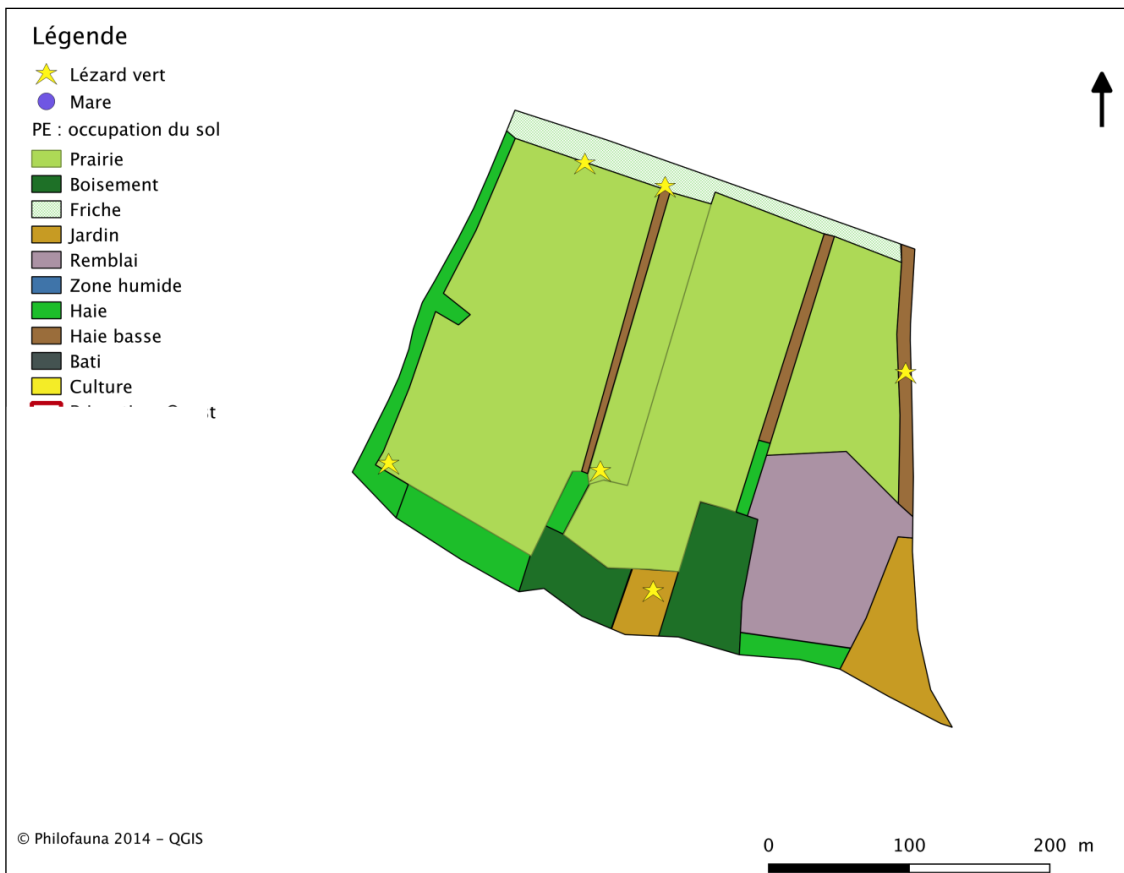 Légende
Lézard vert
Mare
PE : occupation du sol
Prairie
Boisement
Friche
Jardin
Remblai
Zone humide
Haie
Haie basse
Bati
Culture
© Philofauna 2014 – QGIS
0 100 200 m